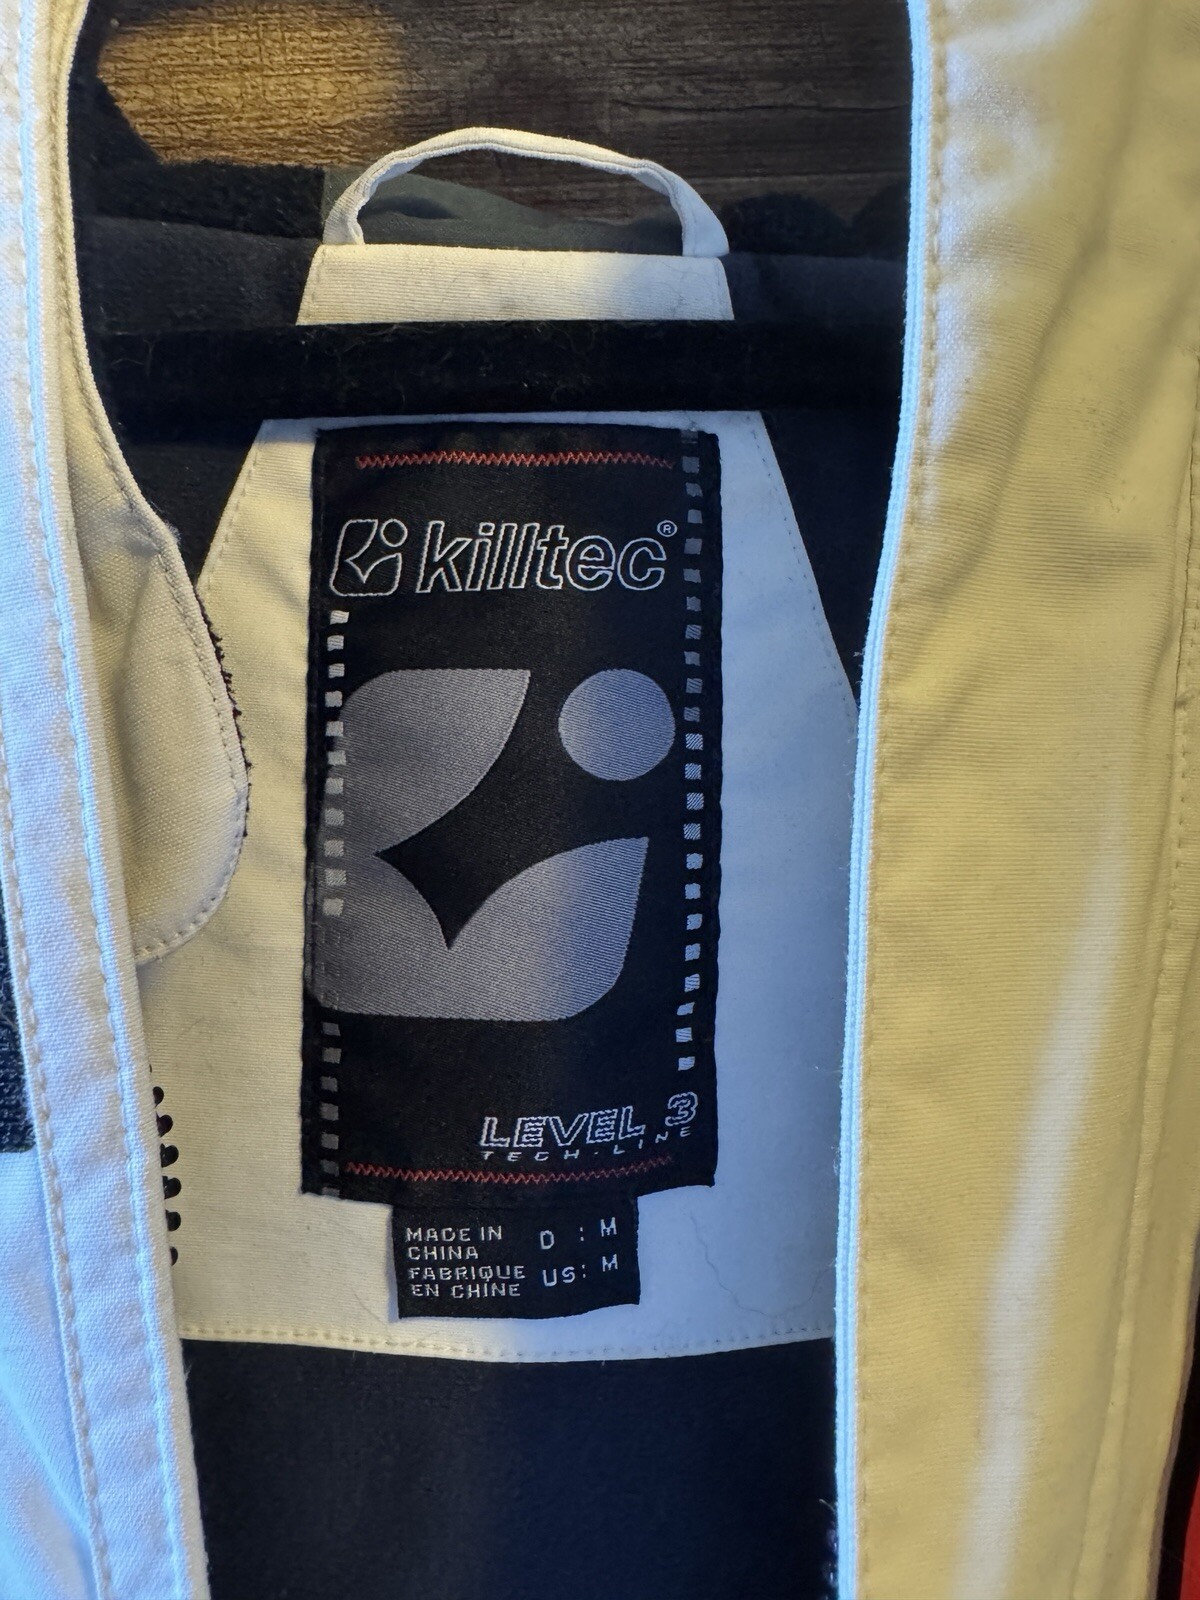 killtec®
LEVEL 3
TECH-LINE
MADE IN
CHINA
FABRIQUE
EN CHINE
D : M
US: M